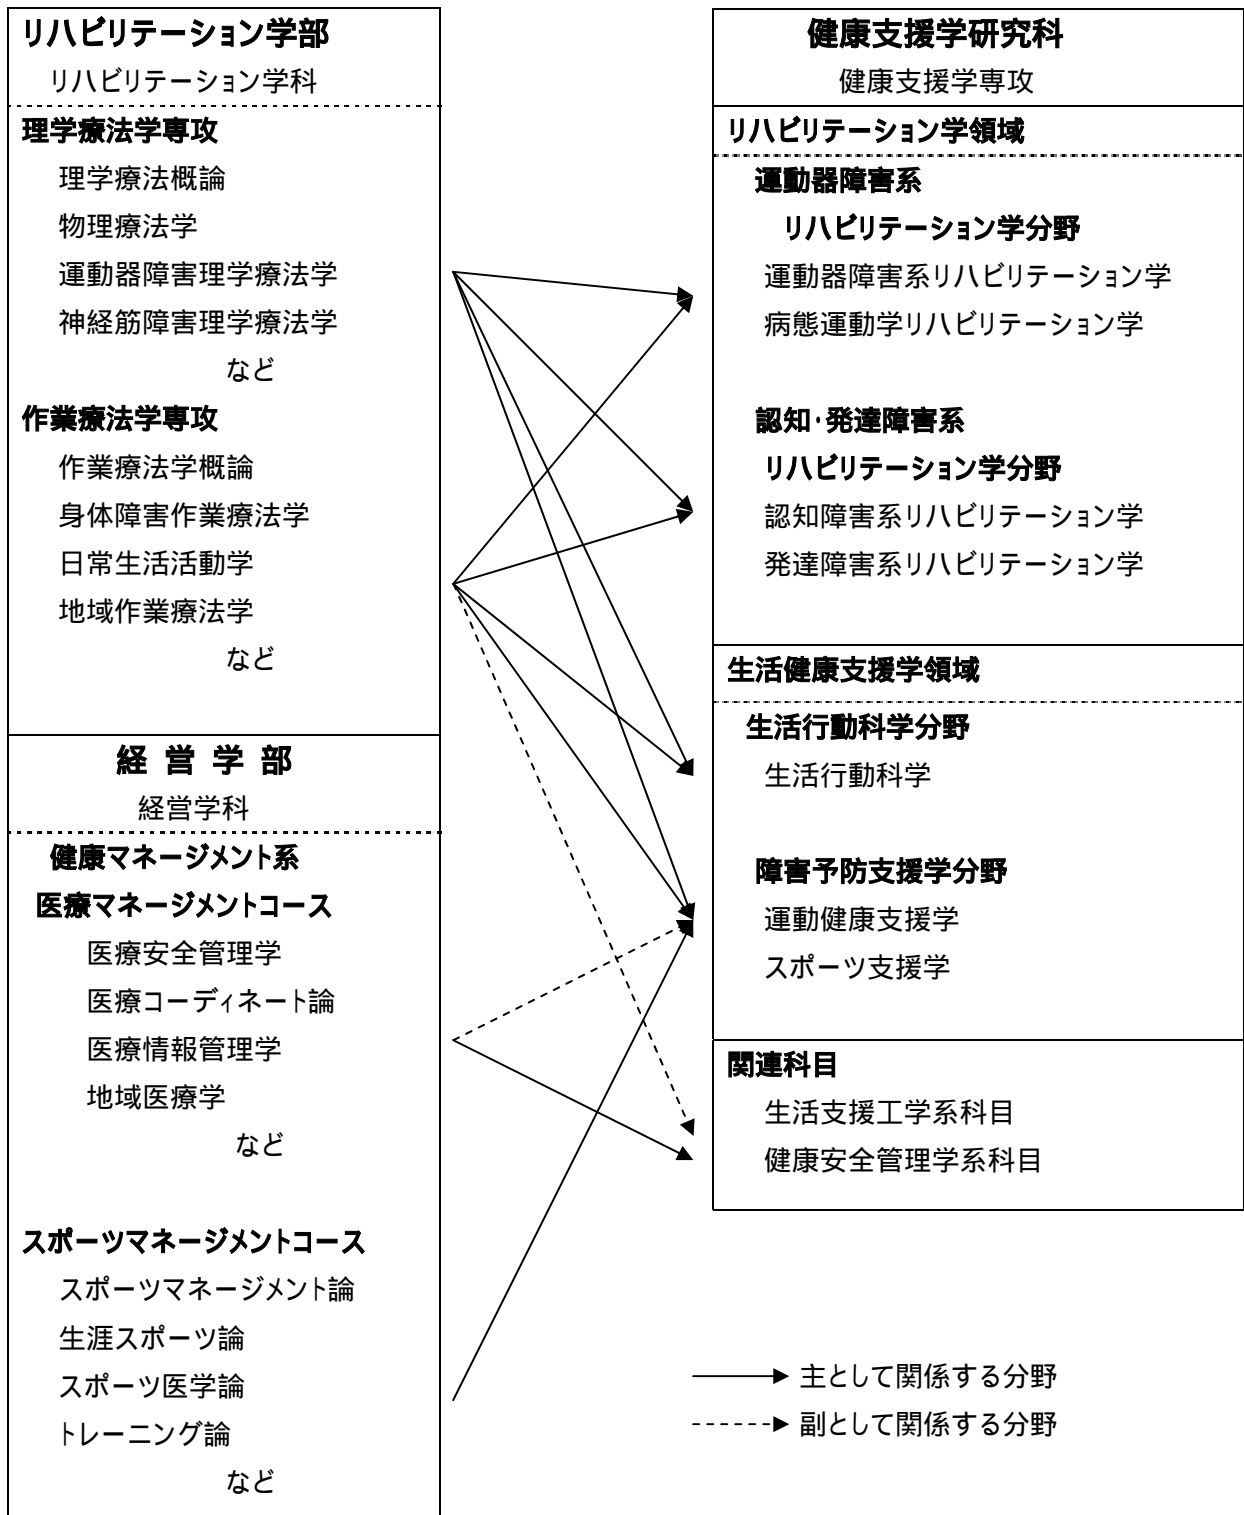 リハビリテーション学部
リハビリテーション学科
理学療法学専攻
理学療法概論
物理療法学
運動器障害理学療法学
神経筋障害理学療法学
など
作業療法学専攻
作業療法学概論
身体障害作業療法学
日常生活活動学
地域作業療法学
など
経 営 学 部
経営学科
健康マネージメント系
医療マネージメントコース
医療安全管理学
医療コーディネート論
医療情報管理学
地域医療学
など
スポーツマネージメントコース
スポーツマネージメント論
生涯スポーツ論
スポーツ医学論
トレーニング論
など
健康支援学研究科
健康支援学専攻
リハビリテーション学領域
運動器障害系
リハビリテーション学分野
運動器障害系リハビリテーション学
病態運動学リハビリテーション学
認知・発達障害系
リハビリテーション学分野
認知障害系リハビリテーション学
発達障害系リハビリテーション学
生活健康支援学領域
生活行動科学分野
生活行動科学
障害予防支援学分野
運動健康支援学
スポーツ支援学
関連科目
生活支援工学系科目
健康安全管理学系科目
主として関係する分野
副として関係する分野